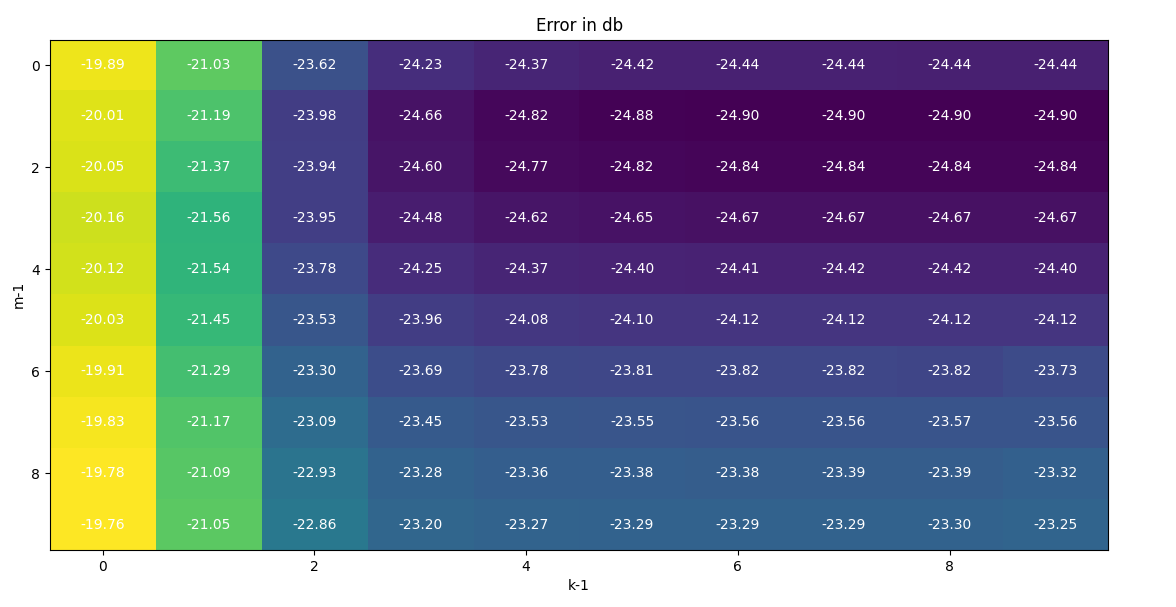 Error in db
0 -19.89 -21.03 -23.62 -24.23 -24.37 -24.42 -24.44 -24.44 -24.44 -24.44
-20.01 -21.19 -23.98 -24.66 -24.82 -24.88 -24.90 -24.90 -24.90 -24.90
2 -20.05 -21.37 -23.94 -24.60 -24.77 -24.82 -24.84 -24.84 -24.84 -24.84
-20.16 -21.56 -23.95 -24.48 -24.62 -24.65 -24.67 -24.67 -24.67 -24.67
4 -20.12 -21.54 -23.78 -24.25 -24.37 -24.40 -24.41 -24.42 -24.42 -24.40
m-1
-20.03 -21.45 -23.53 -23.96 -24.08 -24.10 -24.12 -24.12 -24.12 -24.12
6 -19.91 -21.29 -23.30 -23.69 -23.78 -23.81 -23.82 -23.82 -23.82 -23.73
-19.83 -21.17 -23.09 -23.45 -23.53 -23.55 -23.56 -23.56 -23.57 -23.56
8 -19.78 -21.09 -22.93 -23.28 -23.36 -23.38 -23.38 -23.39 -23.39 -23.32
-19.76 -21.05 -22.86 -23.20 -23.27 -23.29 -23.29 -23.29 -23.30 -23.25
0 2 4 6 8
k-1